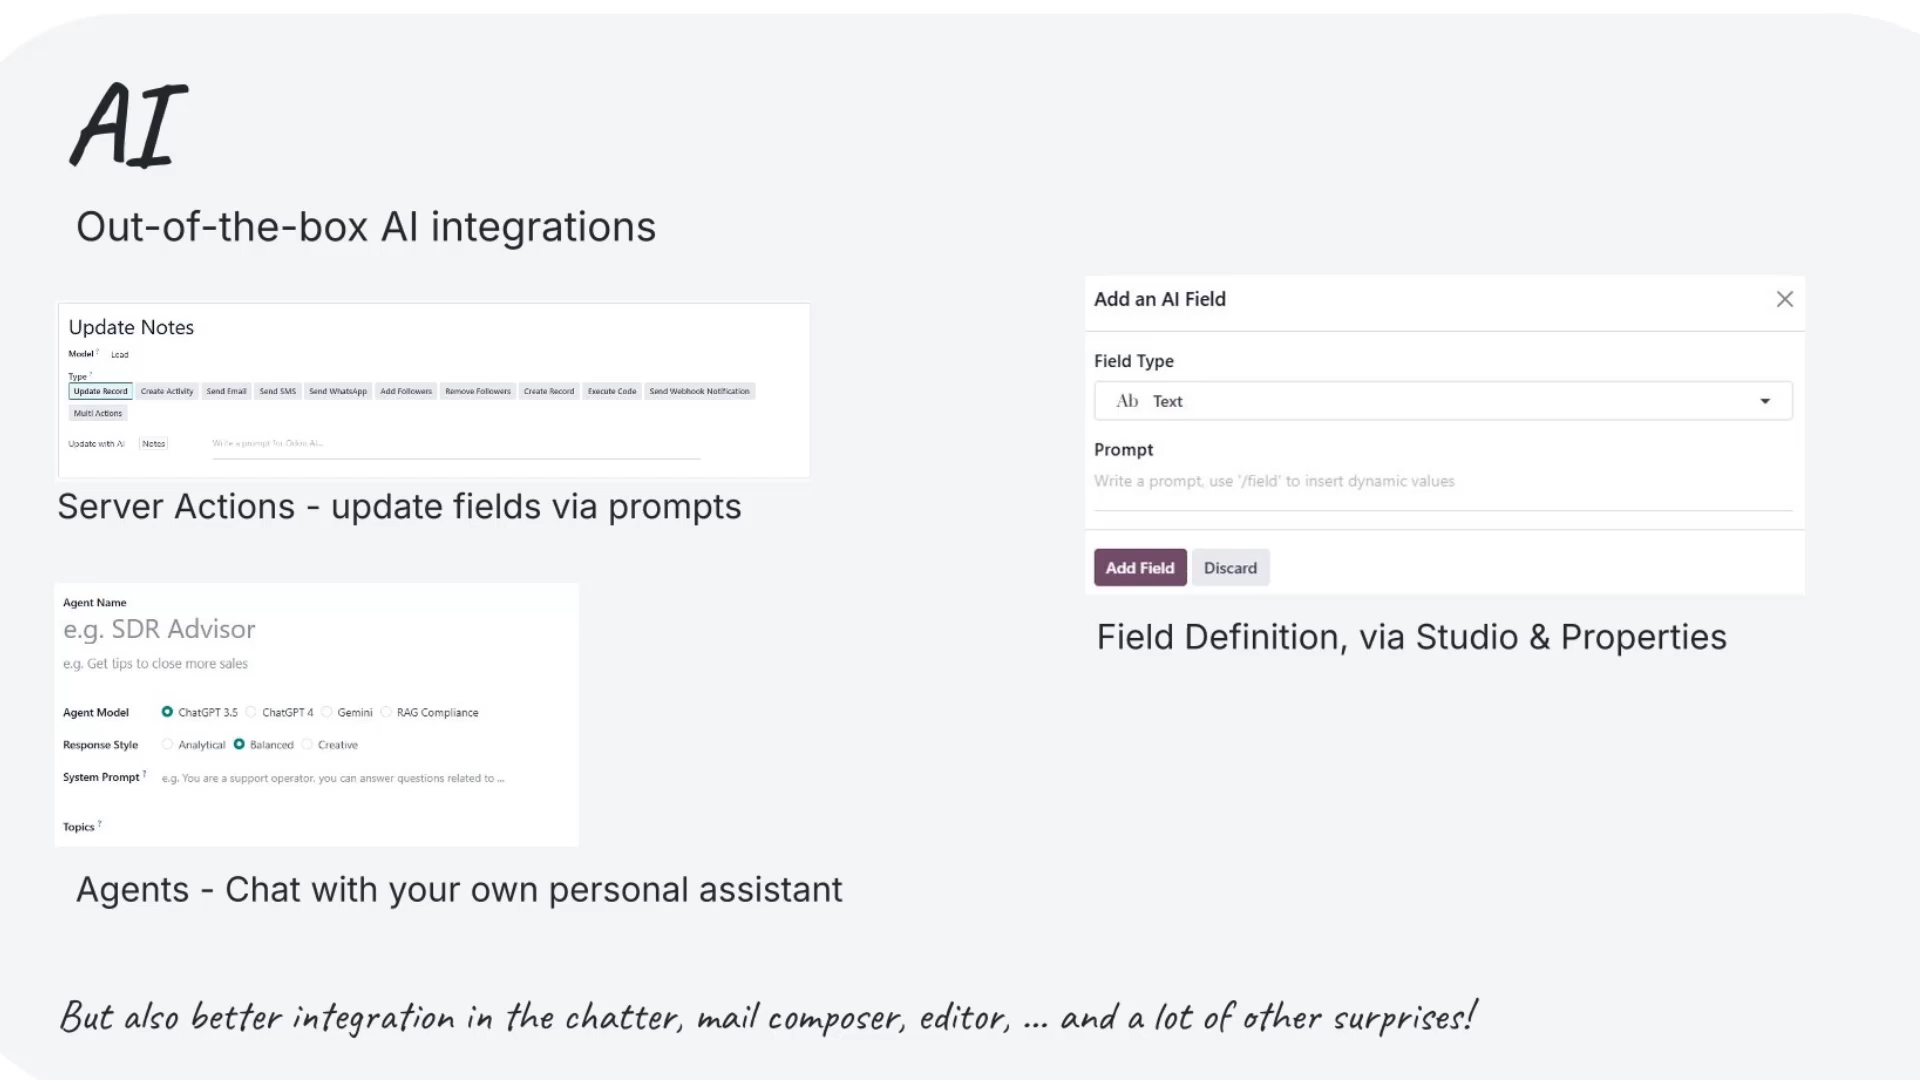 AI
Out-of-the-box AI integrations
Update Notes
Model ? Lead
Type ?
Update Record Create Activity Send Email Send SMS Send WhatsApp Add Followers Remove Followers Create Record Execute Code Send Webhook Notification
Multi Actions
Update with AI Notes Write a prompt for Odoo AI...
Server Actions - update fields via prompts
Agent Name
e.g. SDR Advisor
e.g. Get tips to close more sales
Agent Model ChatGPT 3.5 ChatGPT 4 Gemini RAG Compliance
Response Style Analytical Balanced Creative
System Prompt ? e.g. You are a support operator, you can answer questions related to ...
Topics ?
Agents - Chat with your own personal assistant
Add an AI Field
Field Type
Ab Text
Prompt
Write a prompt, use '/field' to insert dynamic values
Add Field Discard
Field Definition, via Studio & Properties
But also better integration in the chatter, mail composer, editor, ... and a lot of other surprises!